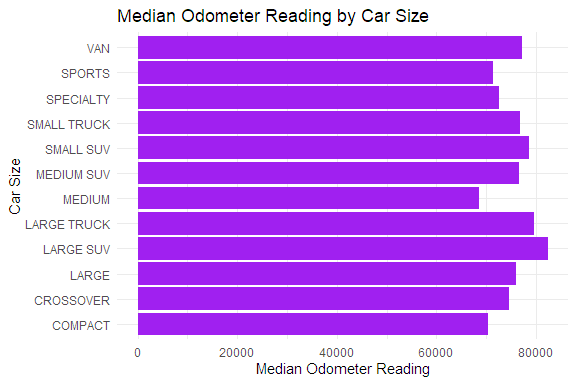 Median Odometer Reading by Car Size
VAN
SPORTS
SPECIALTY
SMALL TRUCK
SMALL SUV
MEDIUM SUV
MEDIUM
LARGE TRUCK
LARGE SUV
LARGE
CROSSOVER
COMPACT
Car Size
0 20000 40000 60000 80000
Median Odometer Reading